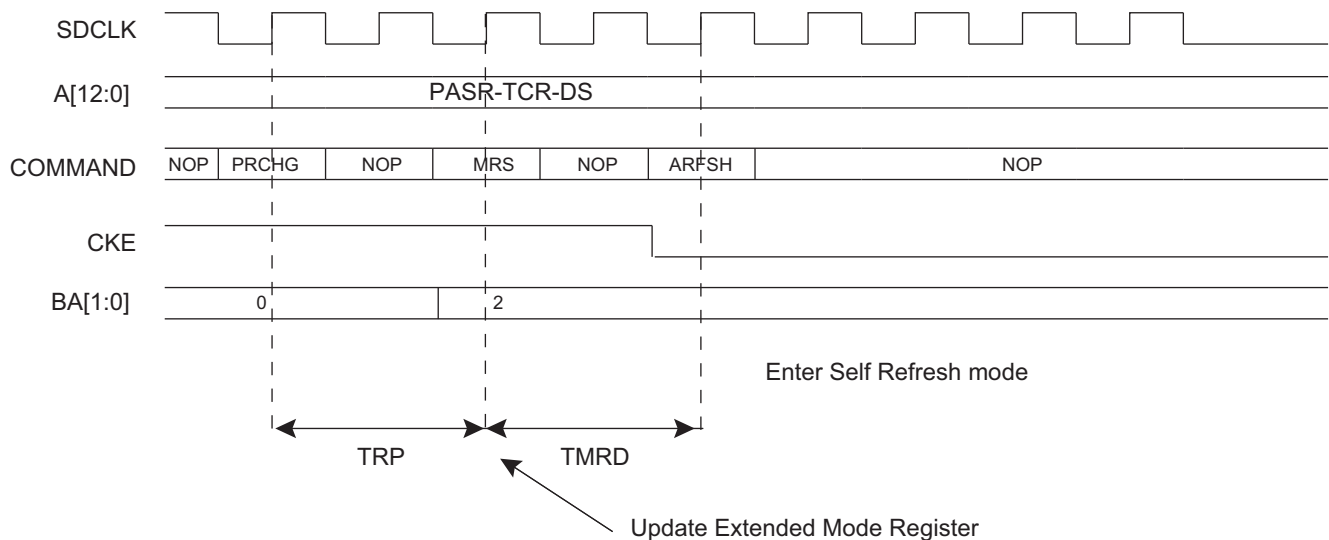 SDCLK
A[12:0] PASR-TCR-DS
COMMAND NOP PRCHG NOP MRS NOP ARFSH NOP
CKE
BA[1:0] 0 2
Enter Self Refresh mode
TRP TMRD
Update Extended Mode Register